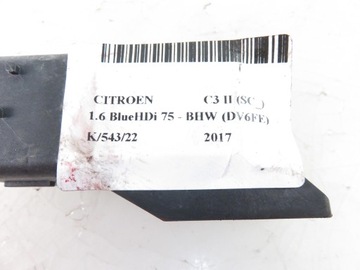 CITROEN C3 II (SC_)
1.6 BlueHDi 75 - BHW (DV6FE)
K/543/22 2017